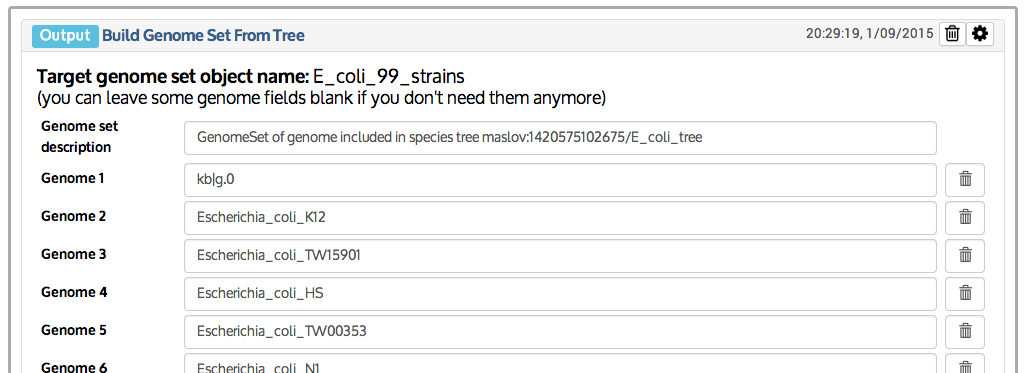 Output Build Genome Set From Tree 20:29:19, 1/09/2015
Target genome set object name: E_coli_99_strains
(you can leave some genome fields blank if you don't need them anymore)
Genome set description GenomeSet of genome included in species tree maslov:1420575102675/E_coli_tree
Genome 1 kb|g.0
Genome 2 Escherichia_coli_K12
Genome 3 Escherichia_coli_TW15901
Genome 4 Escherichia_coli_HS
Genome 5 Escherichia_coli_TW00353
Genome 6 Escherichia_coli_N1